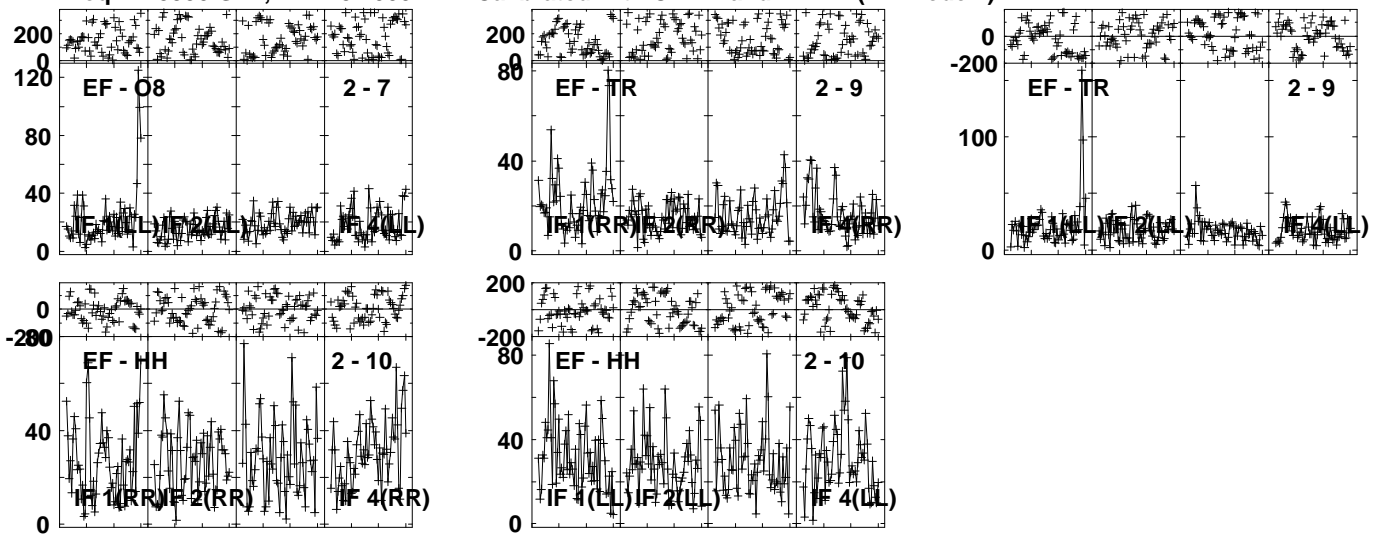 200
0
120
80
40
0
EF - O8 2 - 7
IF 1(LL) IF 2(LL) IF 4(LL)
200
0
80
40
0
EF - TR 2 - 9
IF 1(RR) IF 2(RR) IF 4(RR)
0
-200
100
0
EF - TR 2 - 9
IF 1(LL) IF 2(LL) IF 4(LL)
0
-200
80
40
0
EF - HH 2 - 10
IF 1(RR) IF 2(RR) IF 4(RR)
200
0
-200
80
40
0
EF - HH 2 - 10
IF 1(LL) IF 2(LL) IF 4(LL)